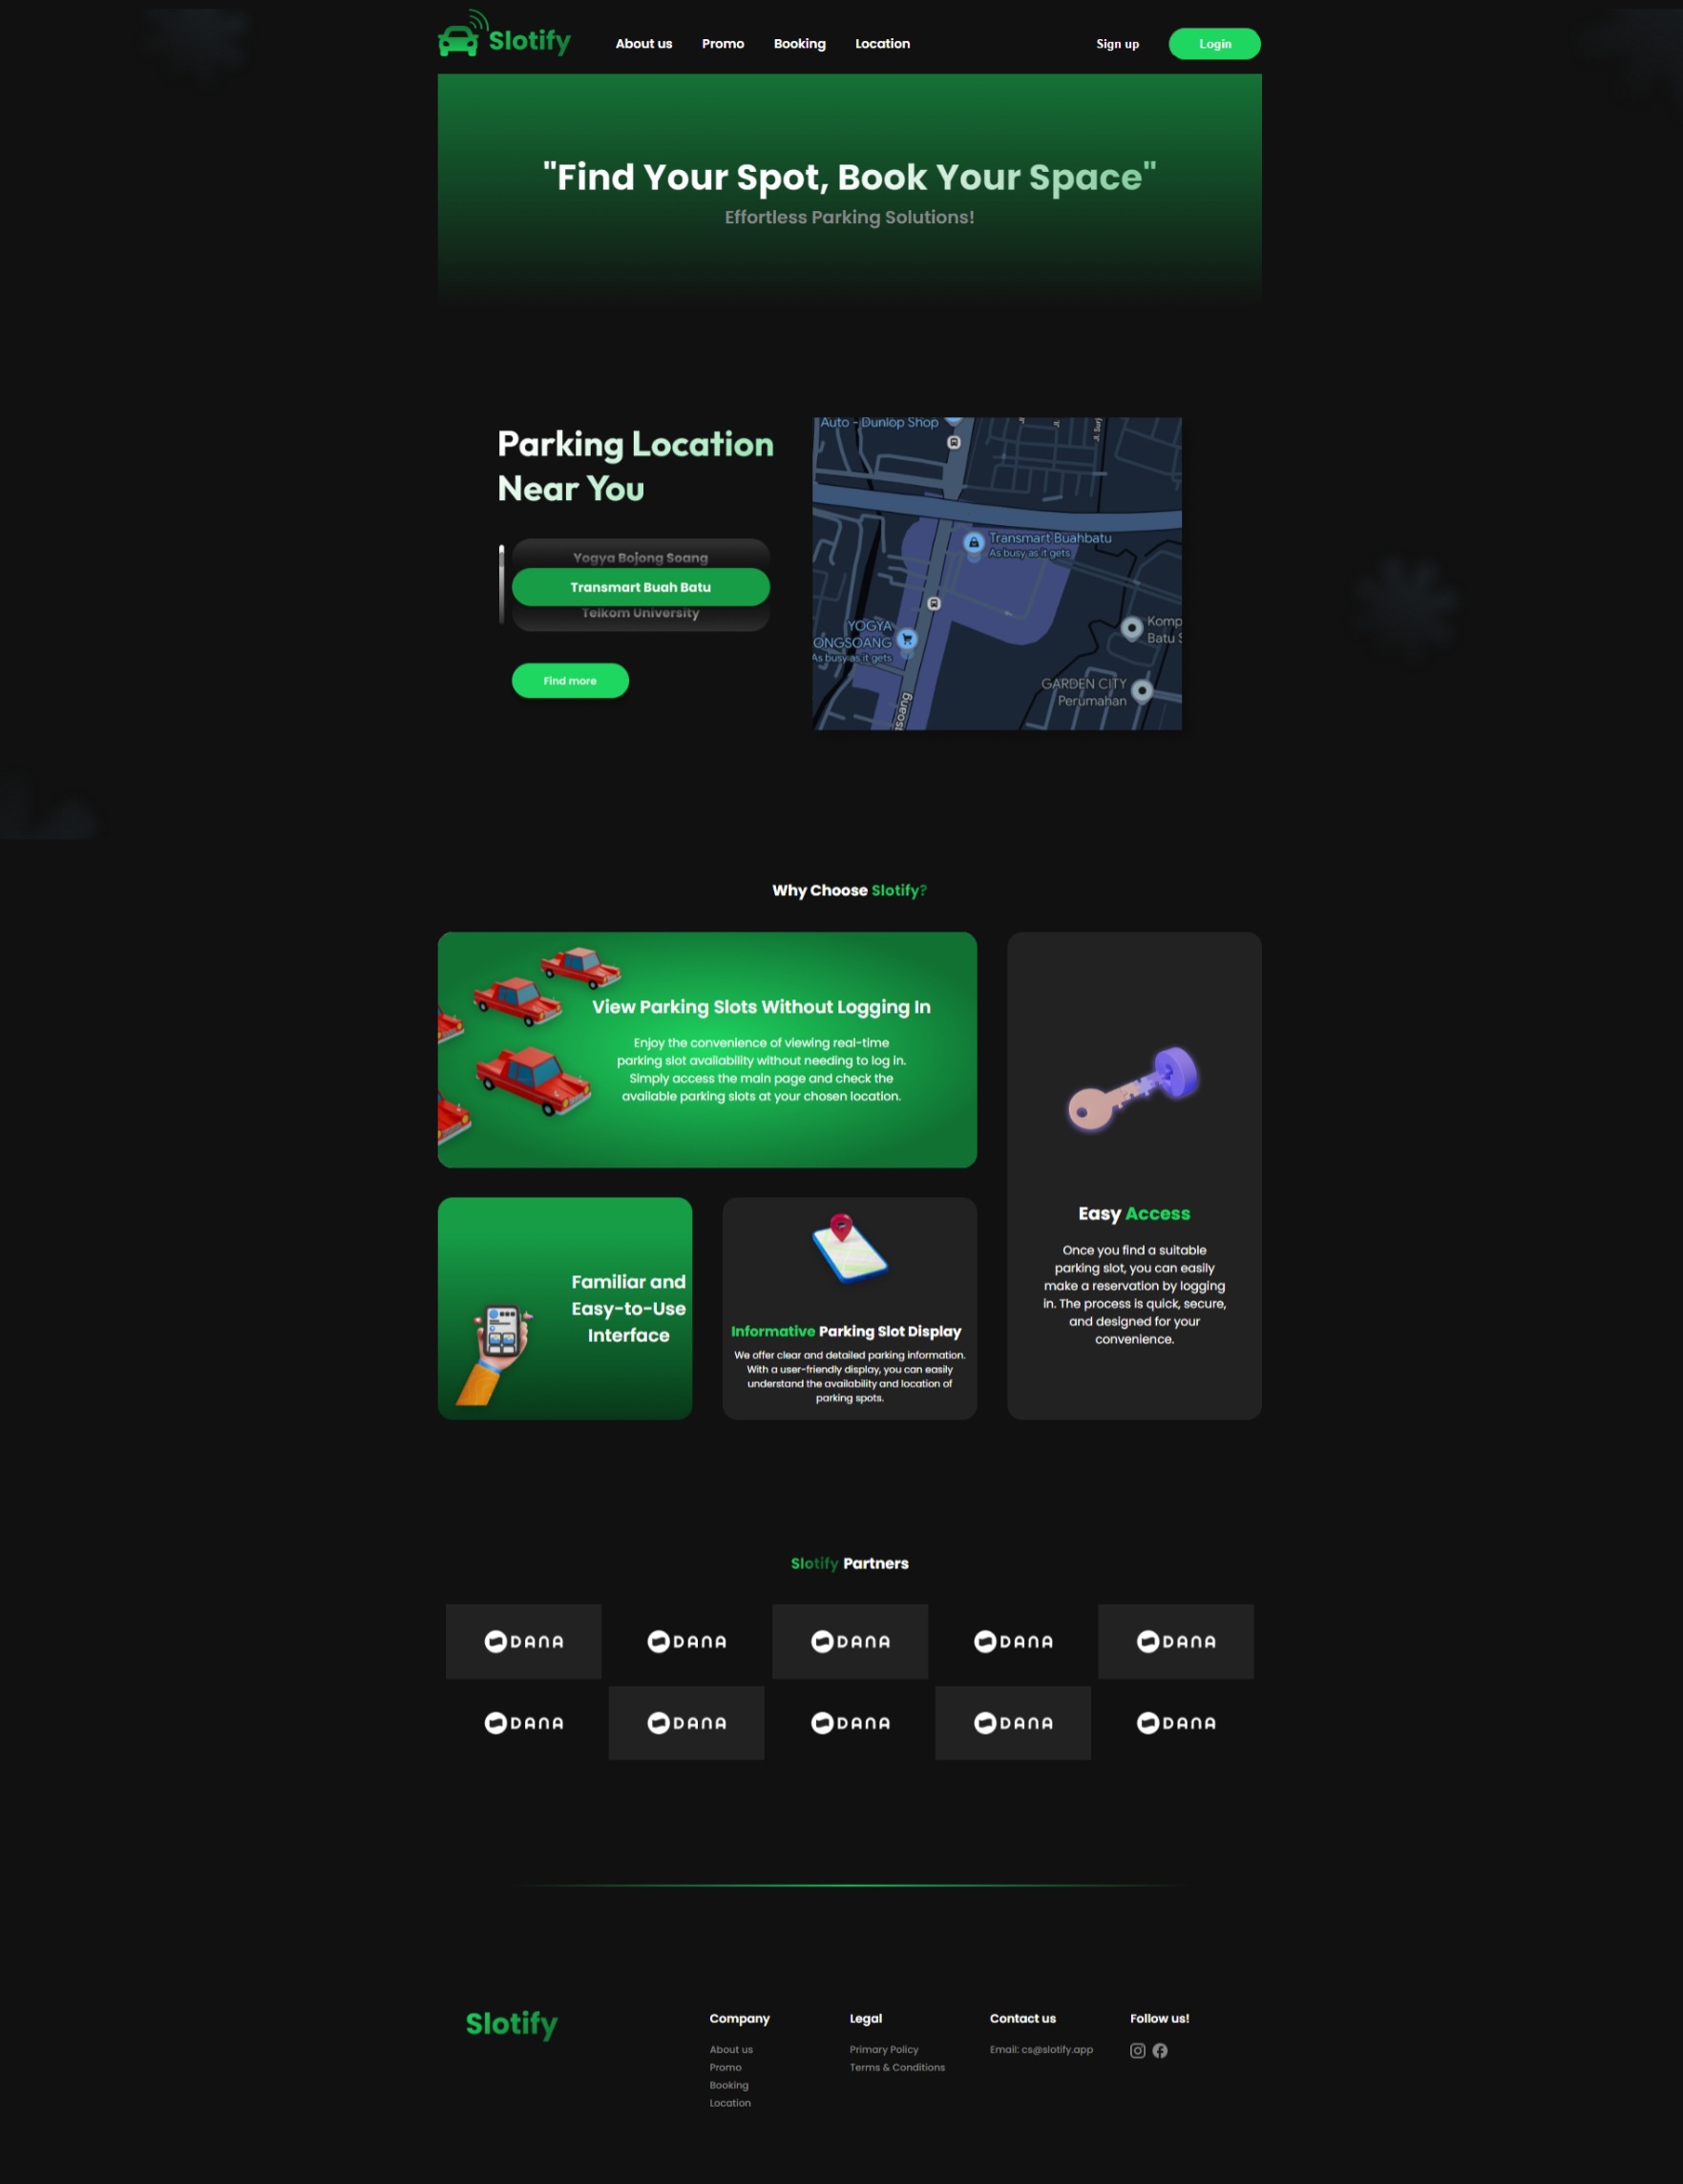 Slotify
About us
Promo
Booking
Location
Sign up
Login
"Find Your Spot, Book Your Space"
Effortless Parking Solutions!
Parking Location
Near You
Yogya Bojong Soang
Transmart Buah Batu
Telkom University
Find more
Auto - Dunlop Shop
Transmart Buahbatu
As busy as it gets
YOGYA
ONGSOANG
As busy as it gets
Komp
Batu S
GARDEN CITY
Perumahan
gsoang
Why Choose Slotify?
View Parking Slots Without Logging In
Enjoy the convenience of viewing real-time
parking slot availability without needing to log in.
Simply access the main page and check the
available parking slots at your chosen location.
Familiar and
Easy-to-Use
Interface
Informative Parking Slot Display
We offer clear and detailed parking information.
With a user-friendly display, you can easily
understand the availability and location of
parking spots.
Easy Access
Once you find a suitable
parking slot, you can easily
make a reservation by logging
in. The process is quick, secure,
and designed for your
convenience.
Slotify Partners
DANA
DANA
DANA
DANA
DANA
DANA
DANA
DANA
DANA
DANA
Slotify
Company
About us
Promo
Booking
Location
Legal
Primary Policy
Terms & Conditions
Contact us
Email: cs@slotify.app
Follow us!